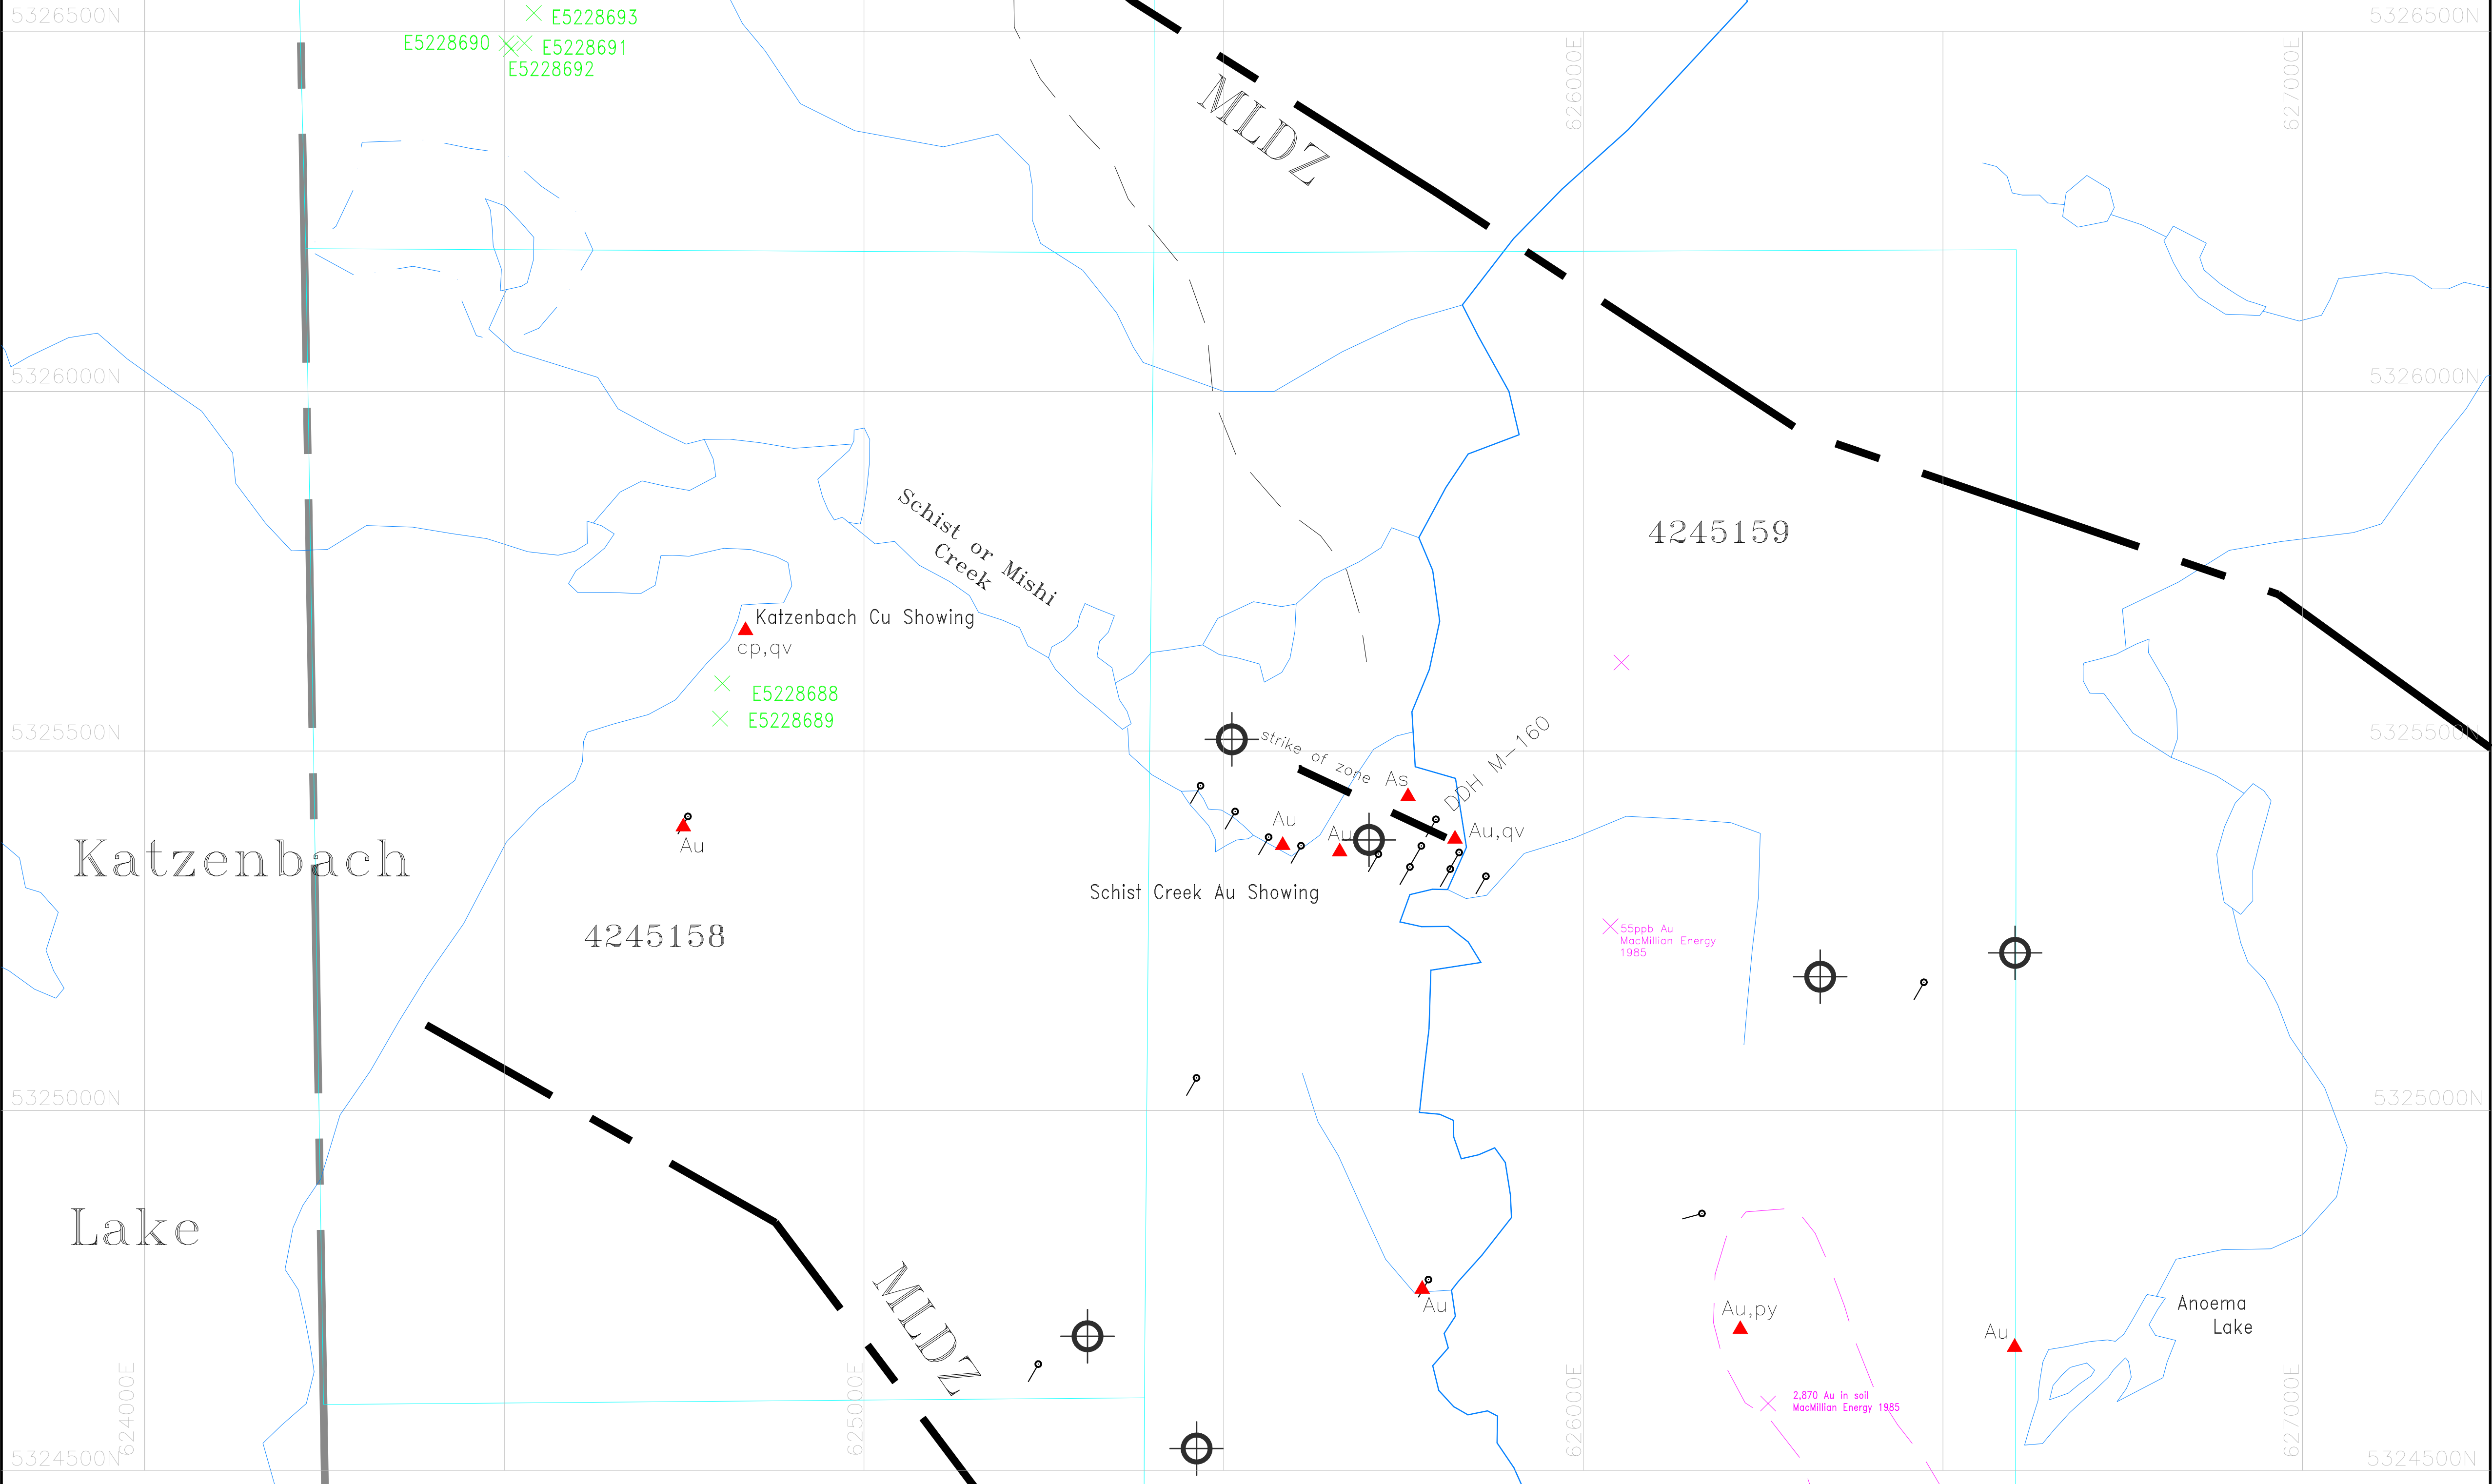 5326500N
E5228693
5326500N
E5228690
E5228691
E5228692
626000E
627000E
MLDZ
5326000N
5326000N
Schist or Mishi
Creek
4245159
Katzenbach Cu Showing
cp,qv
E5228688
E5228689
5325500N
5325500N
strike of zone
As
DDH M-160
Au
Au
Au
Au,qv
Katzenbach
Schist Creek Au Showing
4245158
55ppb Au
MacMillian Energy
1985
5325000N
5325000N
Lake
MLDZ
Au
Au,py
Anoema
Lake
Au
624000E
625000E
626000E
627000E
2,870 Au in soil
MacMillian Energy 1985
5324500N
5324500N